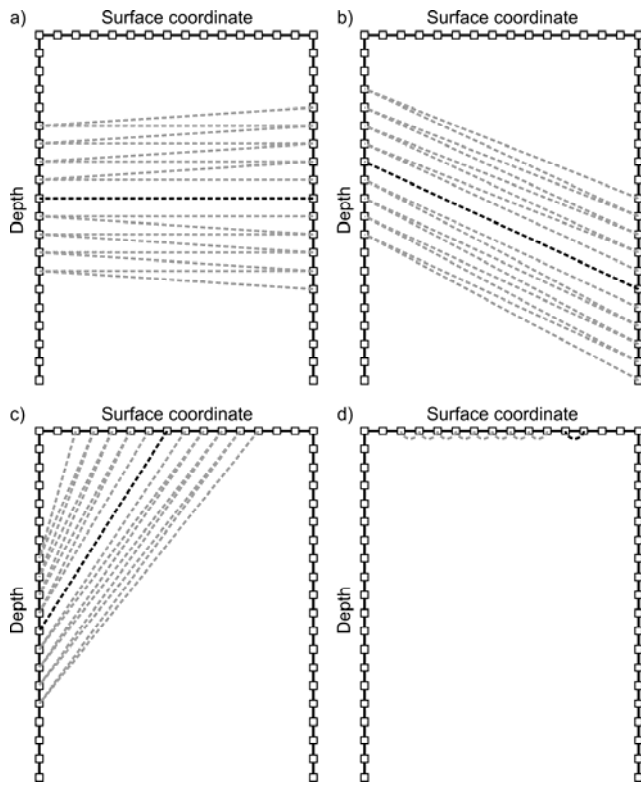 a) Surface coordinate
Depth
b) Surface coordinate
Depth
c) Surface coordinate
Depth
d) Surface coordinate
Depth